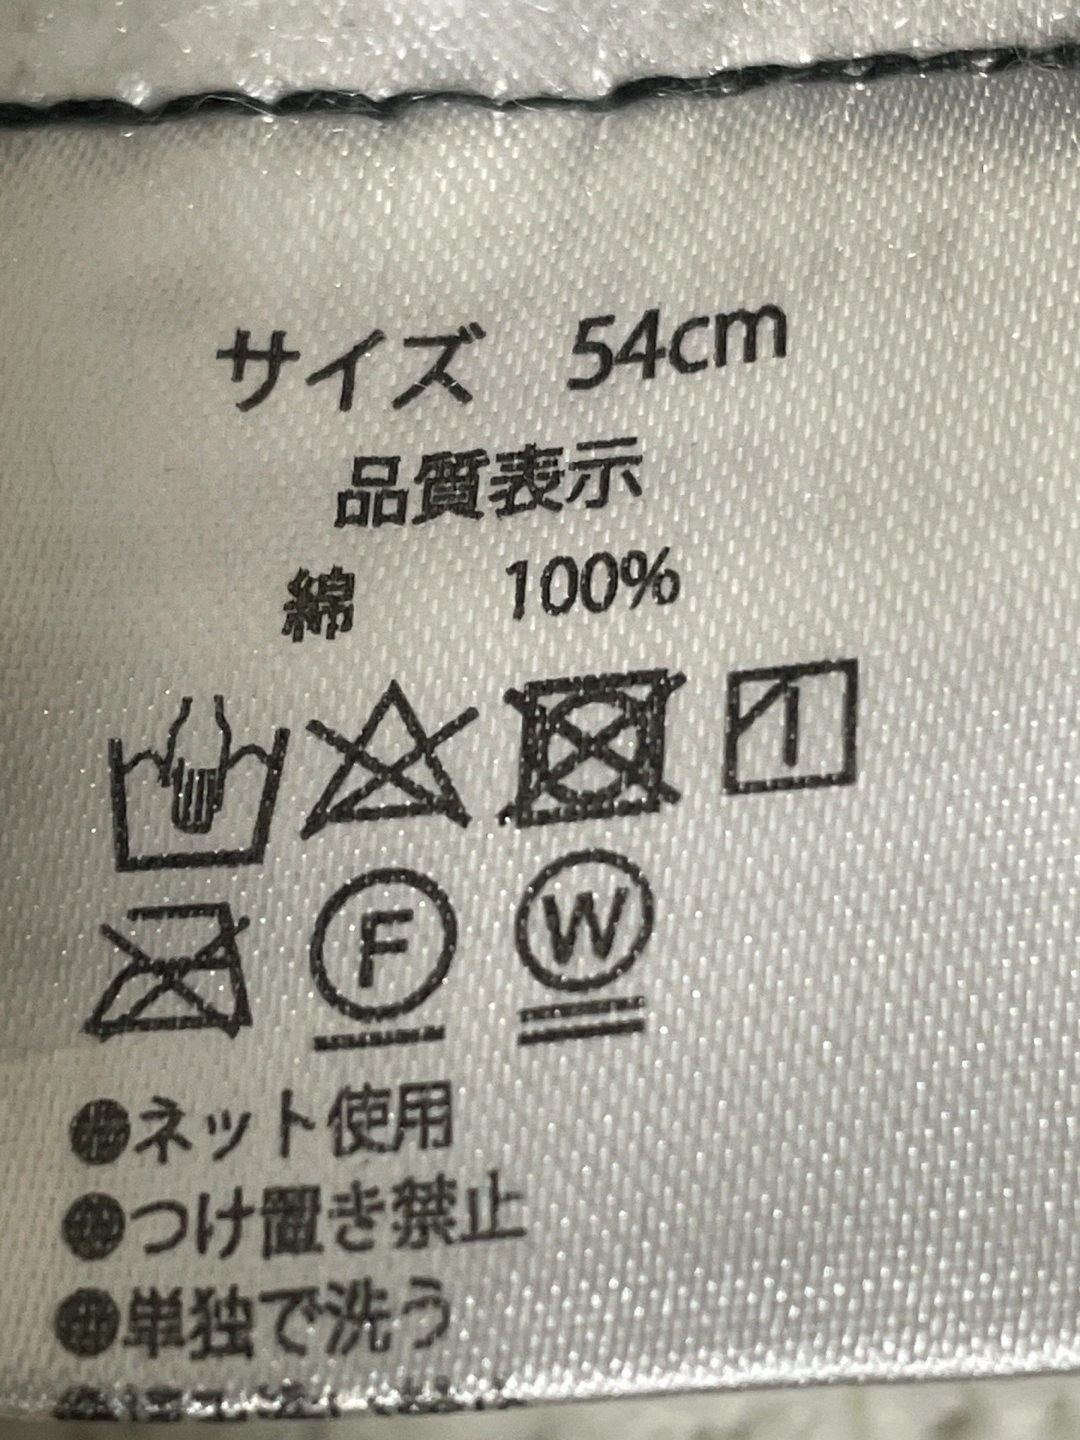 サイズ 54cm
品質表示
綿 100%
F W
●ネット使用
●つけ置き禁止
●単独で洗う